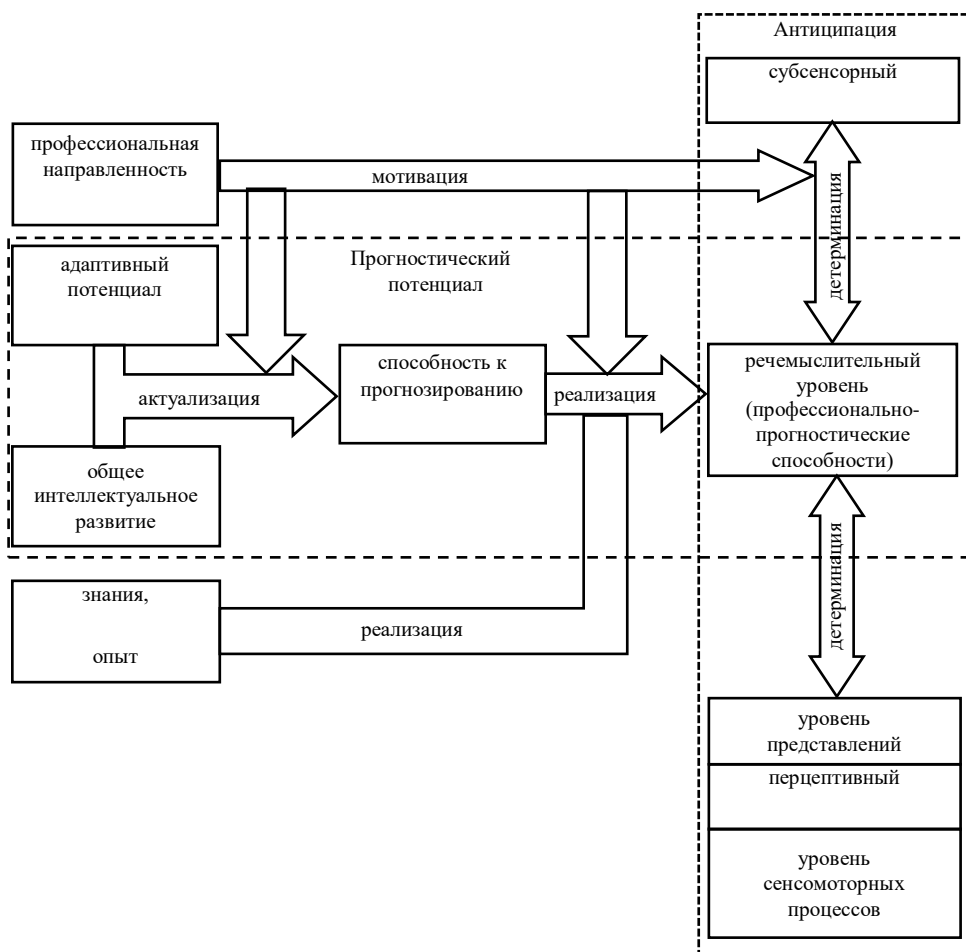 Антиципация
субсенсорный
профессиональная
направленность
мотивация
детерминация
адаптивный
потенциал
Прогностический
потенциал
актуализация
способность к
прогнозированию
реализация
речемыслительный
уровень
(профессионально-
прогностические
способности)
общее
интеллектуальное
развитие
знания,
опыт
реализация
детерминация
уровень
представлений
перцептивный
уровень
сенсомоторных
процессов